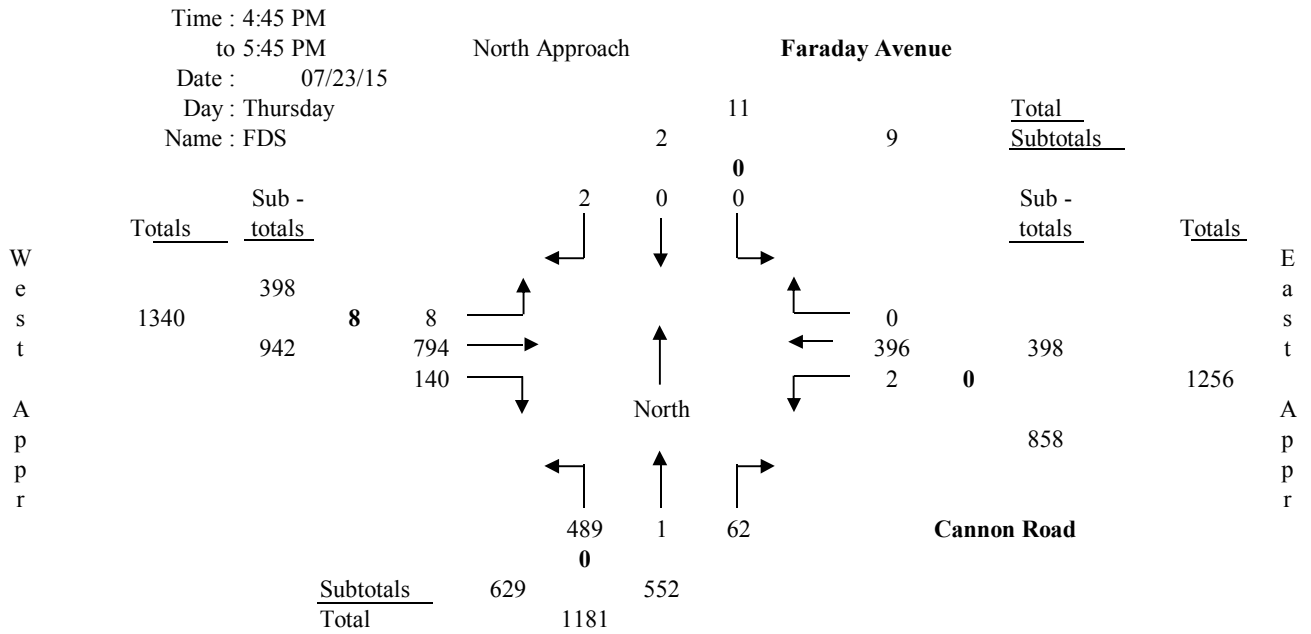 Time : 4:45 PM
to 5:45 PM North Approach Faraday Avenue
Date : 07/23/15
Day : Thursday 11 Total
Name : FDS 2 9 Subtotals
0
Sub - 2 0 0 Sub -
Totals totals totals Totals
W E
e 398 a
s 1340 8 8 0 s
t 942 794 396 398 t
140 2 0 1256
A North A
p 858 p
p p
r r
489 1 62 Cannon Road
0
Subtotals 629 552
Total 1181